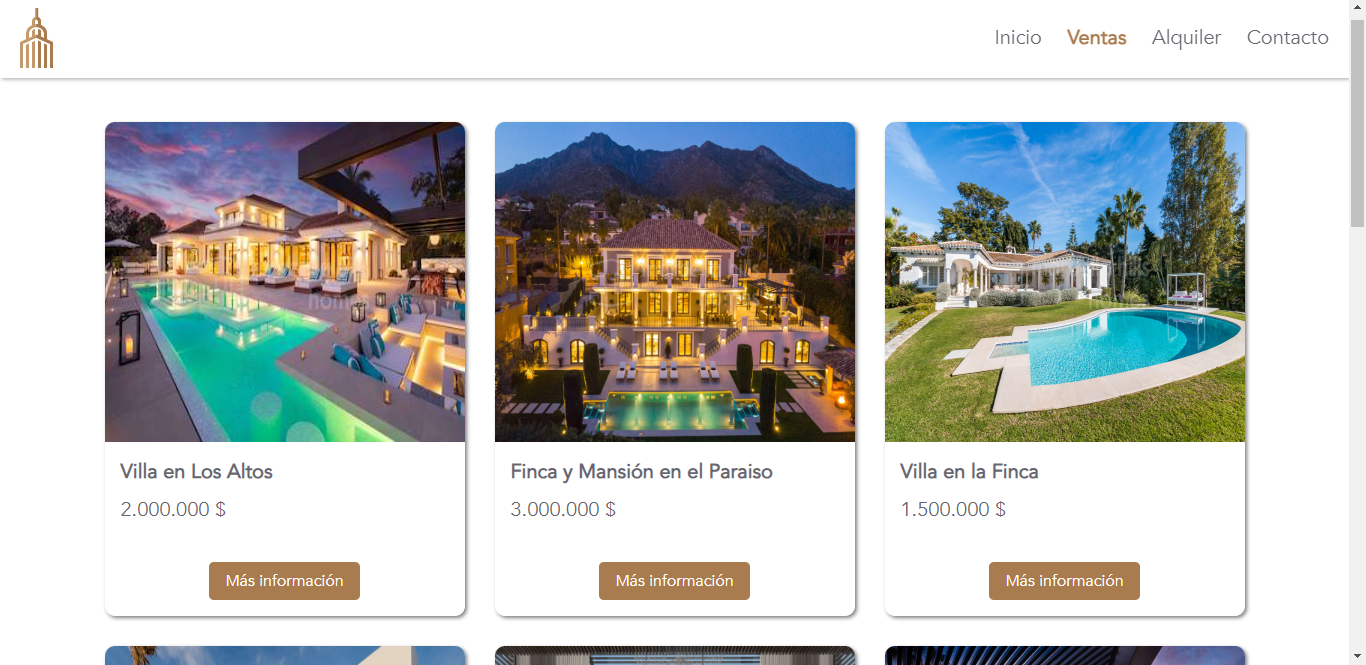 Inicio Ventas Alquiler Contacto
Villa en Los Altos
2.000.000 $
Más información
Finca y Mansión en el Paraiso
3.000.000 $
Más información
Villa en la Finca
1.500.000 $
Más información